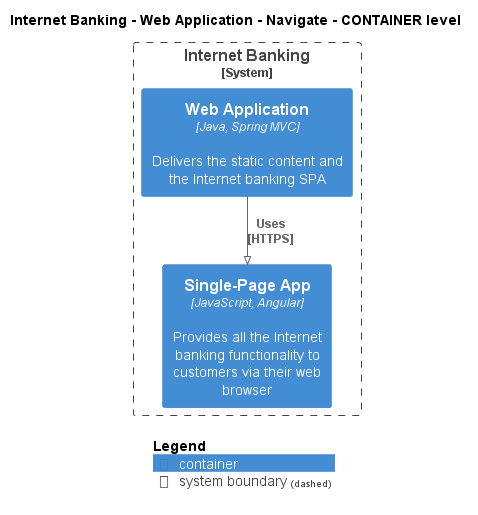 Internet Banking - Web Application - Navigate - CONTAINER level
Internet Banking
[System]
Web Application
[Java, Spring MVC]
Delivers the static content and
the Internet banking SPA
Uses
[HTTPS]
Single-Page App
[JavaScript, Angular]
Provides all the Internet
banking functionality to
customers via their web
browser
Legend
container
system boundary (dashed)